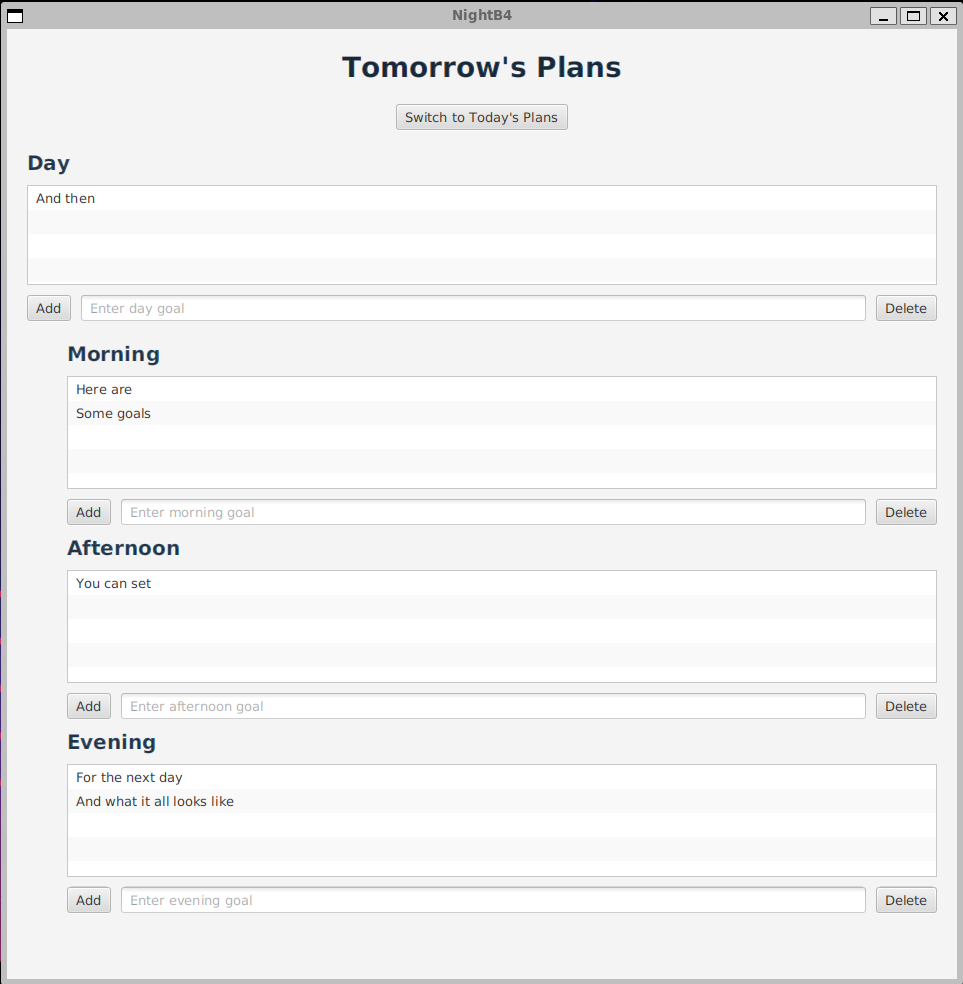 NightB4
Tomorrow's Plans
Switch to Today's Plans
Day
And then
Add Enter day goal Delete
Morning
Here are
Some goals
Add Enter morning goal Delete
Afternoon
You can set
Add Enter afternoon goal Delete
Evening
For the next day
And what it all looks like
Add Enter evening goal Delete